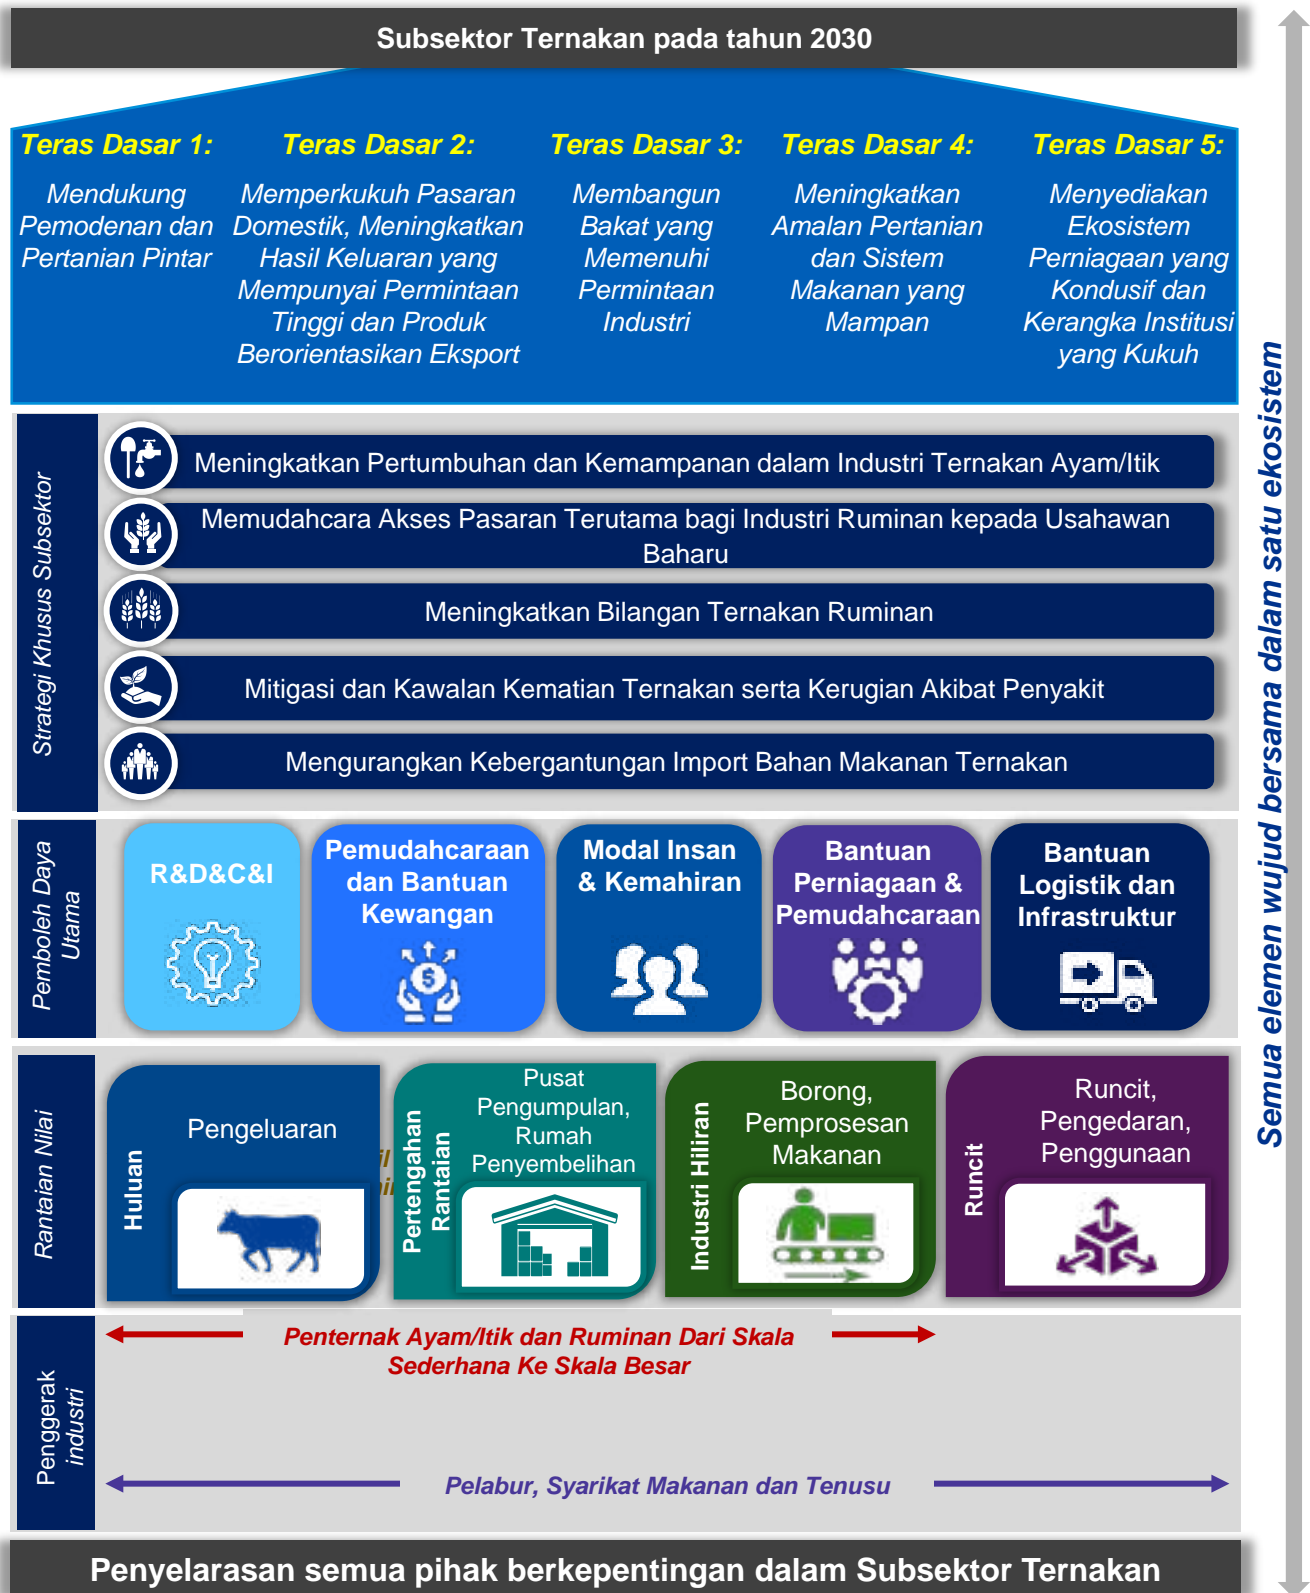 Subsektor Ternakan pada tahun 2030
Teras Dasar 1:
Mendukung
Pemodenan dan
Pertanian Pintar
Teras Dasar 2:
Memperkukuh Pasaran
Domestik, Meningkatkan
Hasil Keluaran yang
Mempunyai Permintaan
Tinggi dan Produk
Berorientasikan Eksport
Teras Dasar 3:
Membangun
Bakat yang
Memenuhi
Permintaan
Industri
Teras Dasar 4:
Meningkatkan
Amalan Pertanian
dan Sistem
Makanan yang
Mampan
Teras Dasar 5:
Menyediakan
Ekosistem
Perniagaan yang
Kondusif dan
Kerangka Institusi
yang Kukuh
Semua elemen wujud bersama dalam satu ekosistem
Strategi Khusus Subsektor
Meningkatkan Pertumbuhan dan Kemampanan dalam Industri Ternakan Ayam/Itik
Memudahcara Akses Pasaran Terutama bagi Industri Ruminan kepada Usahawan
Baharu
Meningkatkan Bilangan Ternakan Ruminan
Mitigasi dan Kawalan Kematian Ternakan serta Kerugian Akibat Penyakit
Mengurangkan Kebergantungan Import Bahan Makanan Ternakan
Pemboleh Daya
Utama
R&D&C&I
Pemudahcaraan
dan Bantuan
Kewangan
$
Modal Insan
& Kemahiran
Bantuan
Perniagaan &
Pemudahcaraan
Bantuan
Logistik dan
Infrastruktur
Rantaian Nilai
Huluan
Pengeluaran
Pertengahan
Rantaian
Pusat
Pengumpulan,
Rumah
Penyembelihan
Industri Hiliran
Borong,
Pemprosesan
Makanan
Runcit
Runcit,
Pengedaran,
Penggunaan
Penggerak
industri
Penternak Ayam/Itik dan Ruminan Dari Skala
Sederhana Ke Skala Besar
Pelabur, Syarikat Makanan dan Tenusu
Penyelarasan semua pihak berkepentingan dalam Subsektor Ternakan